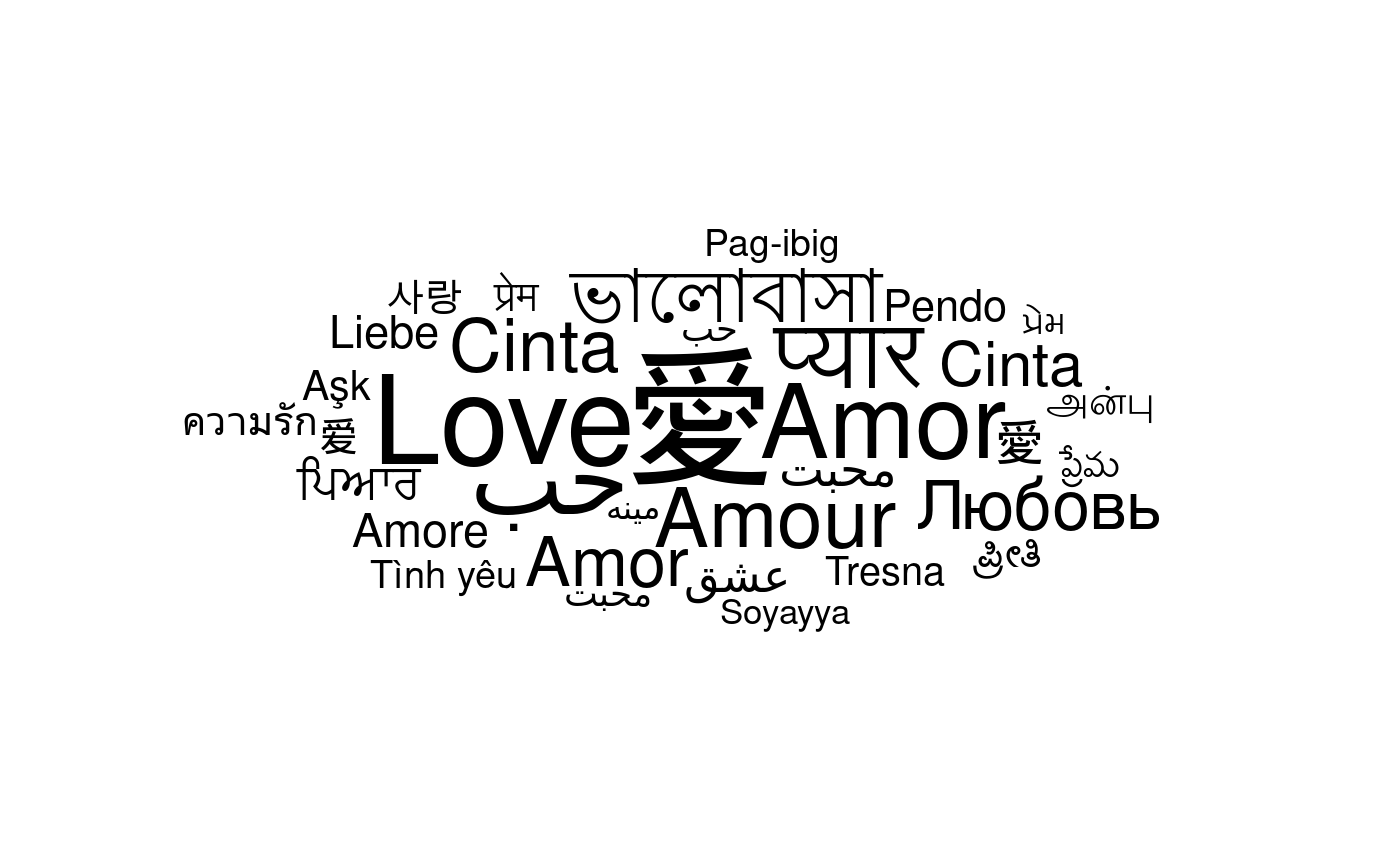 Pag-ibig
사랑
प्रेम
ভালোবাসা
Pendo
પ્રેમ
Liebe
Cinta
حب
प्यार
Cinta
Aşk
Love
愛
Amor
அன்பு
ความรัก
爱
愛
ਪਿਆਰ
حب
محبت
ప్రేమ
Amore
مينه
Amour
Любовь
Tình yêu
Amor
عشق
Tresna
ಪ್ರೀತಿ
محبت
Soyayya